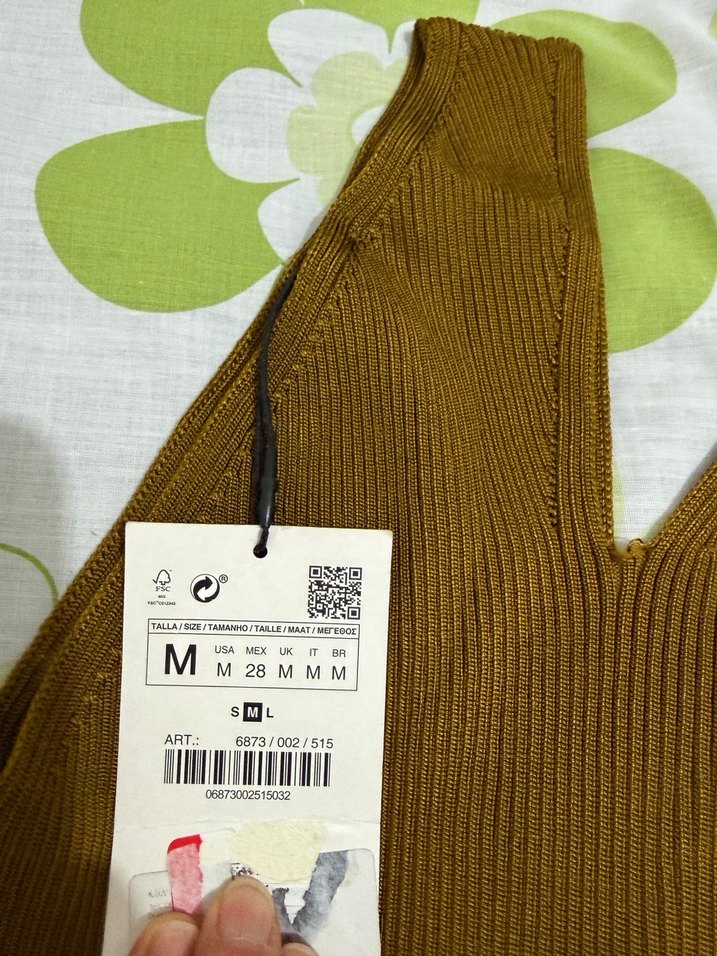 FSC
MIX
FSC® C012943
®
TALLA / SIZE / TAMANHO / TAILLE / MAAT / ΜΕΓΕΘΟΣ
M
USA MEX UK IT BR
M 28 M M M
S M L
ART.: 6873 / 002 / 515
06873002515032